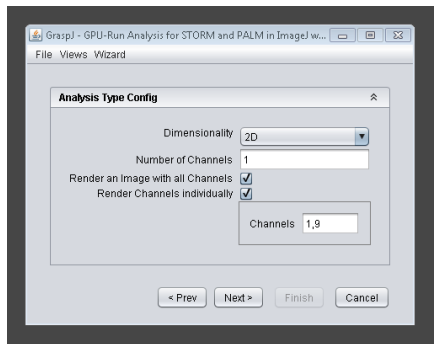 GraspJ - GPU-Run Analysis for STORM and PALM in ImageJ w...
File Views Wizard
Analysis Type Config
Dimensionality 2D
Number of Channels 1
Render an Image with all Channels
Render Channels individually
Channels 1,9
< Prev Next > Finish Cancel